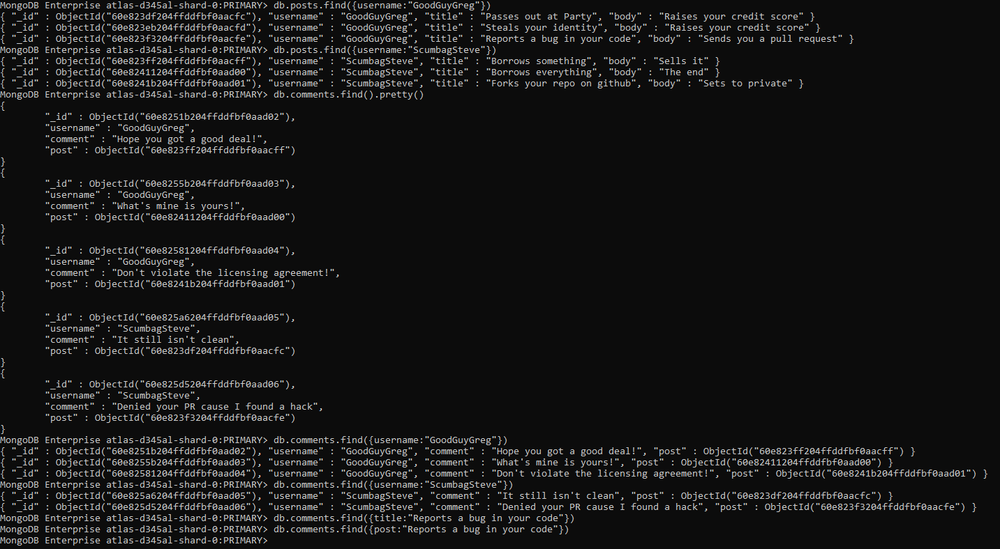 MongoDB Enterprise atlas-d345al-shard-0:PRIMARY> db.posts.find({username:"GoodGuyGreg"})
{ "_id" : ObjectId("60e823df204ffddfbf0aacfc"), "username" : "GoodGuyGreg", "title" : "Passes out at Party", "body" : "Raises your credit score" }
{ "_id" : ObjectId("60e823eb204ffddfbf0aacfd"), "username" : "GoodGuyGreg", "title" : "Steals your identity", "body" : "Raises your credit score" }
{ "_id" : ObjectId("60e823f3204ffddfbf0aacfe"), "username" : "GoodGuyGreg", "title" : "Reports a bug in your code", "body" : "Sends you a pull request" }
MongoDB Enterprise atlas-d345al-shard-0:PRIMARY> db.posts.find({username:"ScumbagSteve"})
{ "_id" : ObjectId("60e823ff204ffddfbf0aacff"), "username" : "ScumbagSteve", "title" : "Borrows something", "body" : "Sells it" }
{ "_id" : ObjectId("60e82411204ffddfbf0aad00"), "username" : "ScumbagSteve", "title" : "Borrows everything", "body" : "The end" }
{ "_id" : ObjectId("60e8241b204ffddfbf0aad01"), "username" : "ScumbagSteve", "title" : "Forks your repo on github", "body" : "Sets to private" }
MongoDB Enterprise atlas-d345al-shard-0:PRIMARY> db.comments.find().pretty()
{
"_id" : ObjectId("60e8251b204ffddfbf0aad02"),
"username" : "GoodGuyGreg",
"comment" : "Hope you got a good deal!",
"post" : ObjectId("60e823ff204ffddfbf0aacff")
}
{
"_id" : ObjectId("60e8255b204ffddfbf0aad03"),
"username" : "GoodGuyGreg",
"comment" : "What's mine is yours!",
"post" : ObjectId("60e82411204ffddfbf0aad00")
}
{
"_id" : ObjectId("60e82581204ffddfbf0aad04"),
"username" : "GoodGuyGreg",
"comment" : "Don't violate the licensing agreement!",
"post" : ObjectId("60e8241b204ffddfbf0aad01")
}
{
"_id" : ObjectId("60e825a6204ffddfbf0aad05"),
"username" : "ScumbagSteve",
"comment" : "It still isn't clean",
"post" : ObjectId("60e823df204ffddfbf0aacfc")
}
{
"_id" : ObjectId("60e825d5204ffddfbf0aad06"),
"username" : "ScumbagSteve",
"comment" : "Denied your PR cause I found a hack",
"post" : ObjectId("60e823f3204ffddfbf0aacfe")
}
MongoDB Enterprise atlas-d345al-shard-0:PRIMARY> db.comments.find({username:"GoodGuyGreg"})
{ "_id" : ObjectId("60e8251b204ffddfbf0aad02"), "username" : "GoodGuyGreg", "comment" : "Hope you got a good deal!", "post" : ObjectId("60e823ff204ffddfbf0aacff") }
{ "_id" : ObjectId("60e8255b204ffddfbf0aad03"), "username" : "GoodGuyGreg", "comment" : "What's mine is yours!", "post" : ObjectId("60e82411204ffddfbf0aad00") }
{ "_id" : ObjectId("60e82581204ffddfbf0aad04"), "username" : "GoodGuyGreg", "comment" : "Don't violate the licensing agreement!", "post" : ObjectId("60e8241b204ffddfbf0aad01") }
MongoDB Enterprise atlas-d345al-shard-0:PRIMARY> db.comments.find({username:"ScumbagSteve"})
{ "_id" : ObjectId("60e825a6204ffddfbf0aad05"), "username" : "ScumbagSteve", "comment" : "It still isn't clean", "post" : ObjectId("60e823df204ffddfbf0aacfc") }
{ "_id" : ObjectId("60e825d5204ffddfbf0aad06"), "username" : "ScumbagSteve", "comment" : "Denied your PR cause I found a hack", "post" : ObjectId("60e823f3204ffddfbf0aacfe") }
MongoDB Enterprise atlas-d345al-shard-0:PRIMARY> db.comments.find({title:"Reports a bug in your code"})
MongoDB Enterprise atlas-d345al-shard-0:PRIMARY> db.comments.find({post:"Reports a bug in your code"})
MongoDB Enterprise atlas-d345al-shard-0:PRIMARY>